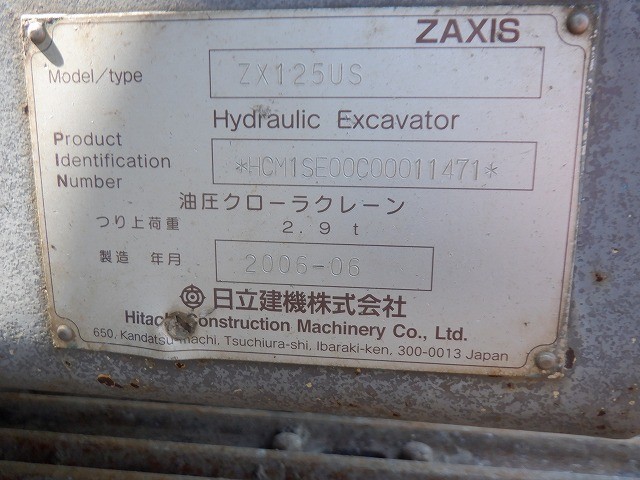 ZAXIS
Model/type ZX125US
Hydraulic Excavator
Product
Identification *HCM1SE00C00011471*
Number
油圧クローラクレーン
つり上荷重 2.9 t
製造 年月 2006-06
日立建機株式会社
Hitachi Construction Machinery Co., Ltd.
650, Kandatsu-machi, Tsuchiura-shi, Ibaraki-ken, 300-0013 Japan